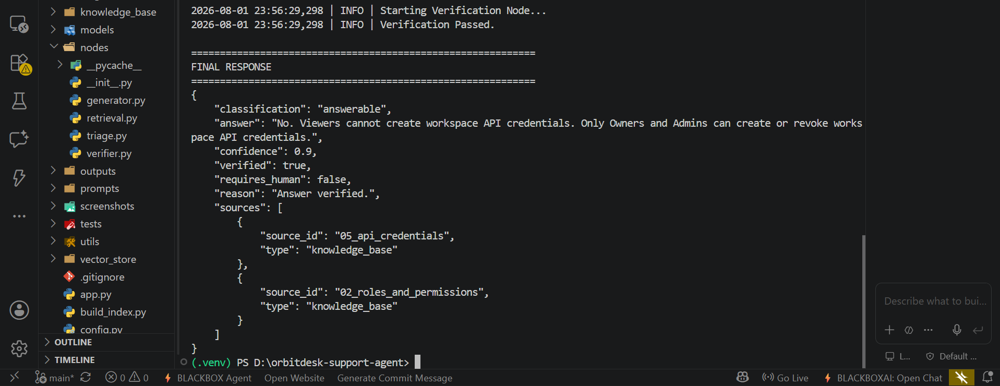 knowledge_base
models
nodes
__pycache__
__init__.py
generator.py
retrieval.py
triage.py
verifier.py
outputs
prompts
screenshots
tests
utils
vector_store
.gitignore
app.py
build_index.py
config.py
OUTLINE
TIMELINE
2026-08-01 23:56:29,298 | INFO | Starting Verification Node...
2026-08-01 23:56:29,298 | INFO | Verification Passed.
============================================================
FINAL RESPONSE
============================================================
{
    "classification": "answerable",
    "answer": "No. Viewers cannot create workspace API credentials. Only Owners and Admins can create or revoke works
pace API credentials.",
    "confidence": 0.9,
    "verified": true,
    "requires_human": false,
    "reason": "Answer verified.",
    "sources": [
        {
            "source_id": "05_api_credentials",
            "type": "knowledge_base"
        },
        {
            "source_id": "02_roles_and_permissions",
            "type": "knowledge_base"
        }
    ]
}
(.venv) PS D:\orbitdesk-support-agent>
Describe what to bui...
L...
Default ...
main*
0
0
BLACKBOX Agent
Open Website
Generate Commit Message
Go Live
BLACKBOXAI: Open Chat